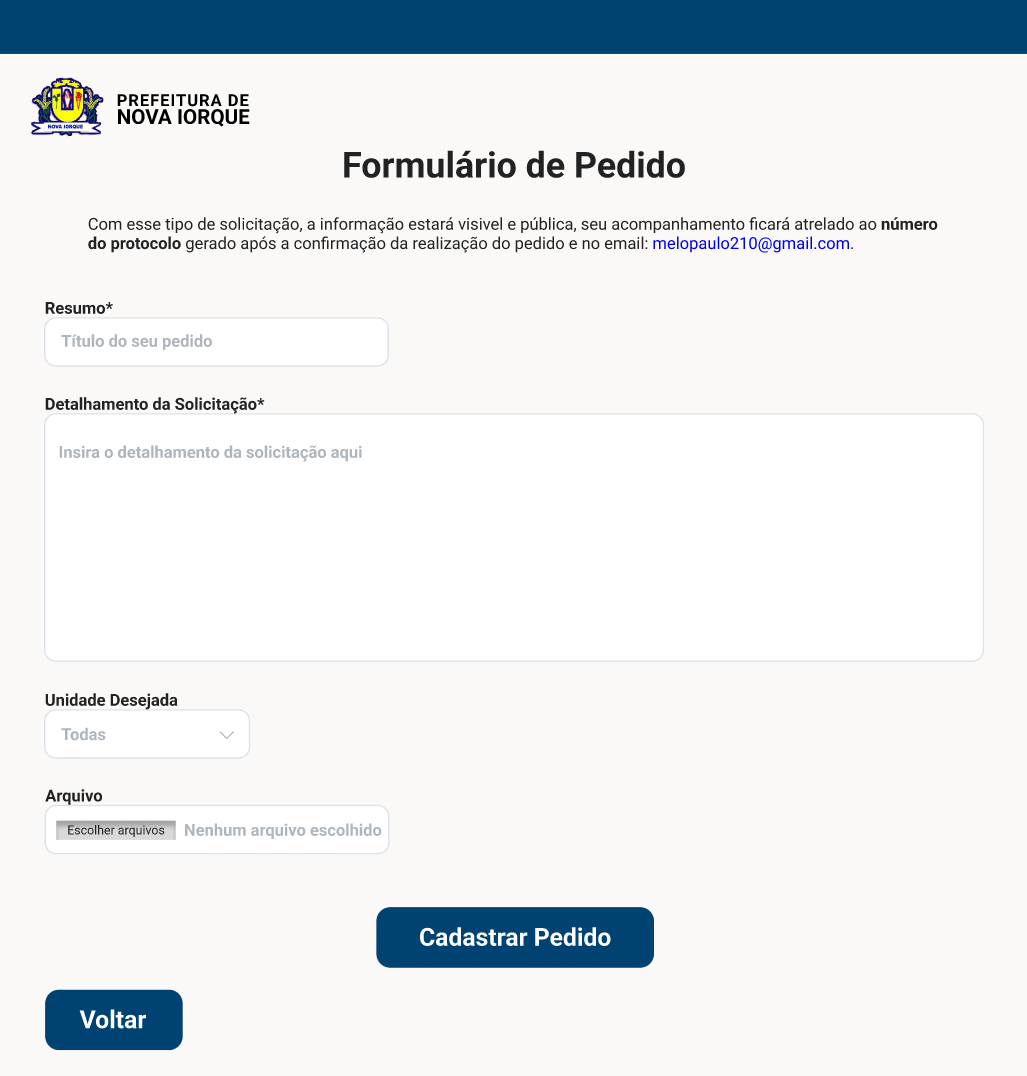 NOVA IORQUE
PREFEITURA DE
NOVA IORQUE
Formulário de Pedido
Com esse tipo de solicitação, a informação estará visivel e pública, seu acompanhamento ficará atrelado ao número
do protocolo gerado após a confirmação da realização do pedido e no email: melopaulo210@gmail.com.
Resumo*
Título do seu pedido
Detalhamento da Solicitação*
Insira o detalhamento da solicitação aqui
Unidade Desejada
Todas
Arquivo
Escolher arquivos Nenhum arquivo escolhido
Cadastrar Pedido
Voltar